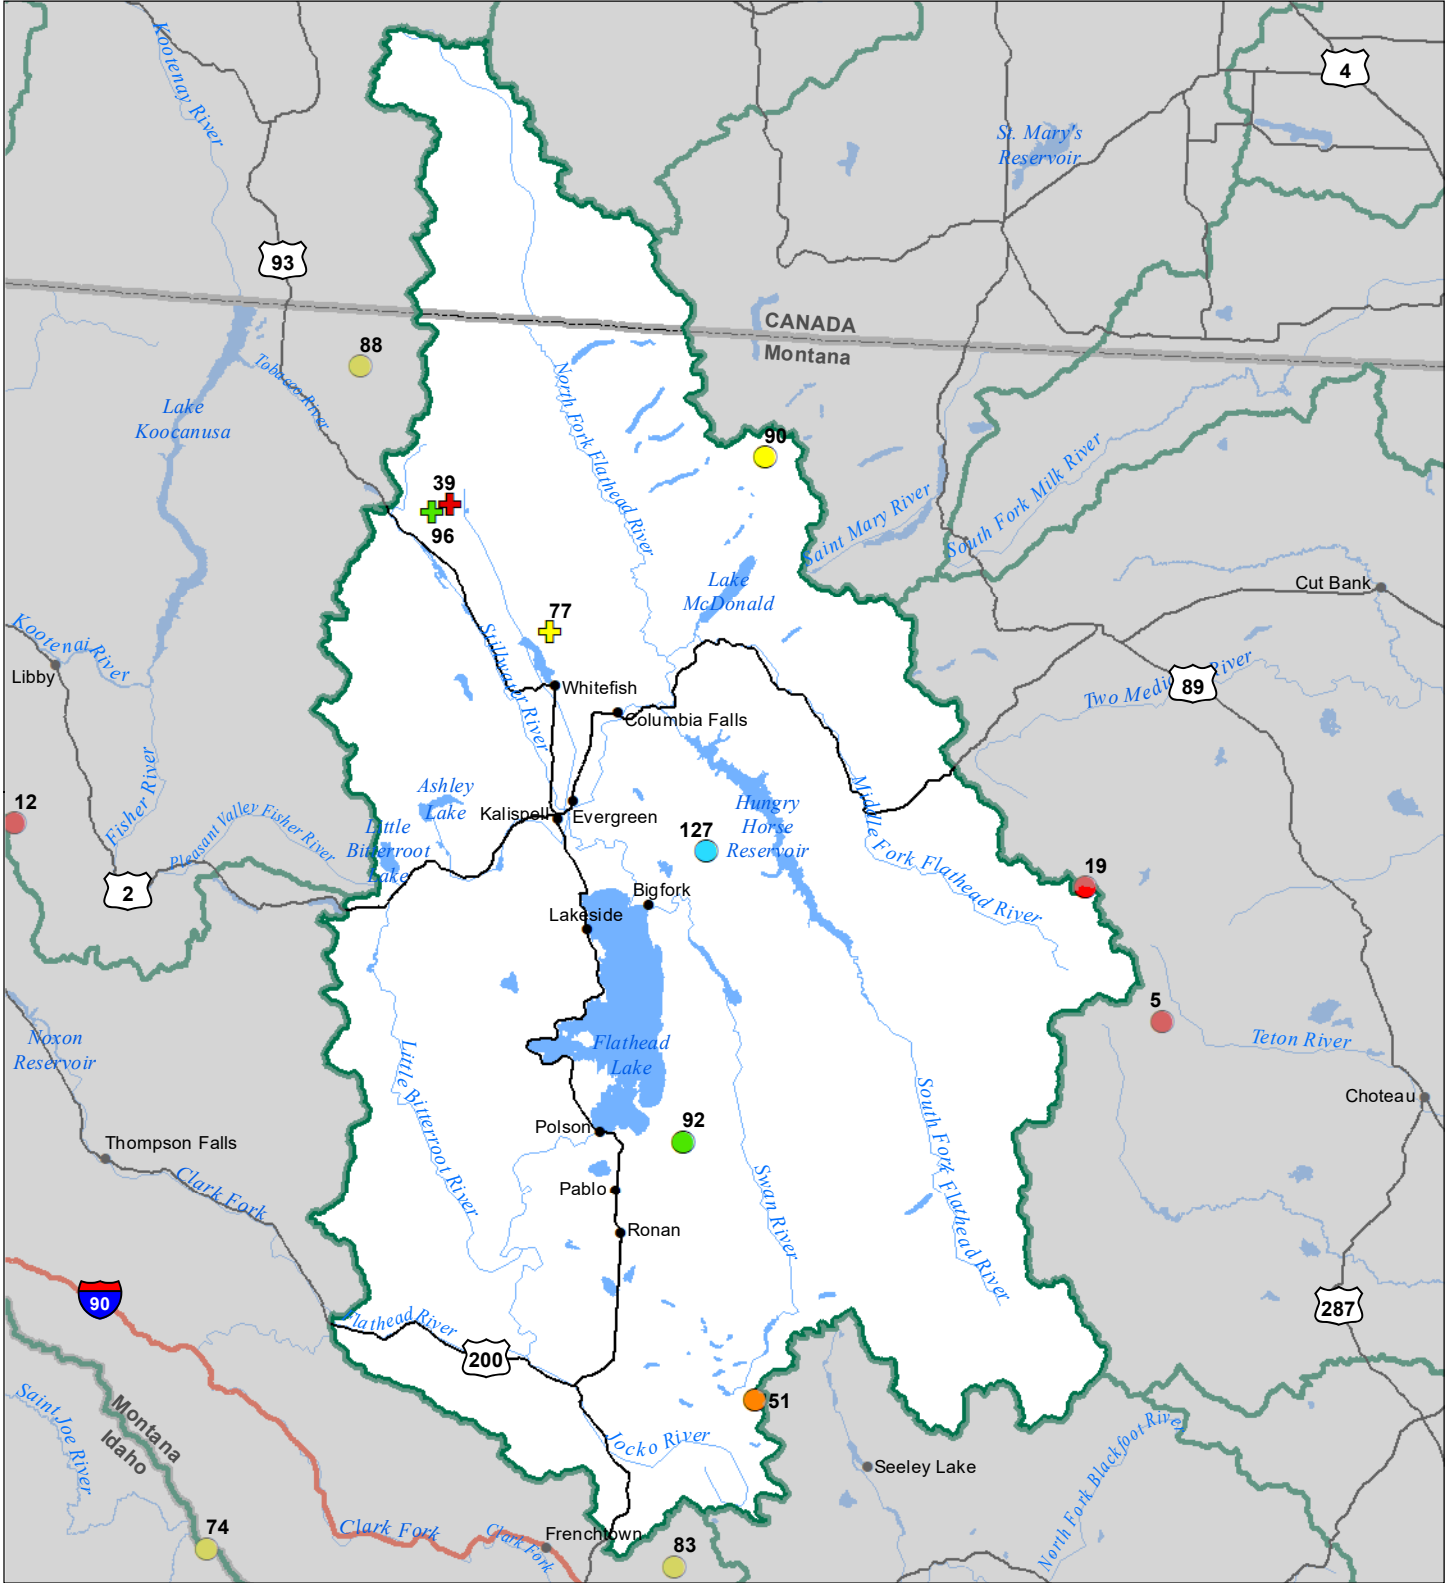 Kootenay River
4
St. Mary's
Reservoir
93
CANADA
Montana
88
Tobacco River
Lake
Koocanusa
North Fork Flathead River
90
39
96
Saint Mary River
South Fork Milk River
Lake
McDonald
Cut Bank
77
Kootenai River
Libby
Stillwater River
Whitefish
Columbia Falls
Two Medic
River
89
Fisher River
12
Ashley
Lake
Kalispell
Evergreen
Hungry
Horse
Reservoir
Middle Fork Flathead River
Pleasant Valley Fisher River
Little
Bitterroot
Lake
127
2
19
Bigfork
Lakeside
5
Noxon
Reservoir
Little Bitterroot River
Flathead
Lake
Teton River
Choteau
South Fork Flathead River
Polson
92
Thompson Falls
Clark Fork
Pablo
Swan River
Ronan
90
287
Flathead River
200
Saint Joe River
Montana
Idaho
51
Jocko River
North Fork Blackfoot River
Seeley Lake
74
Clark Fork
Clark Fork
Frenchtown
83